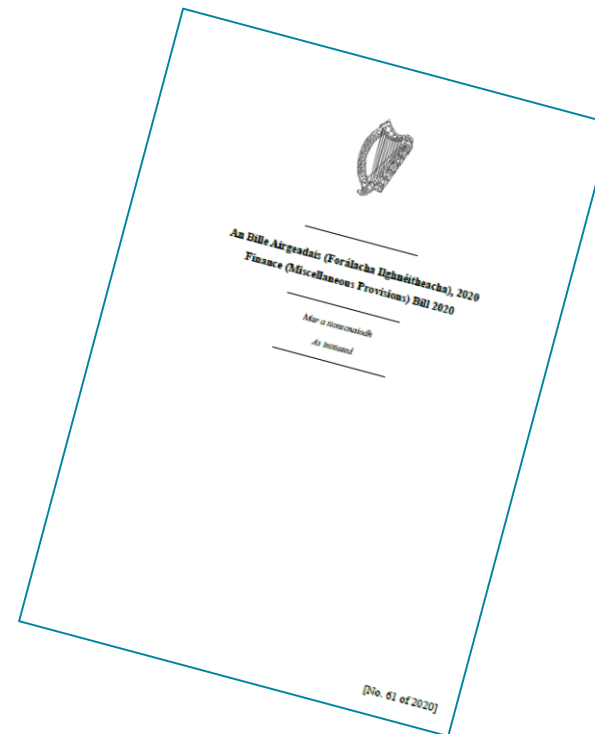 An Bille Airgeadais (Forálacha Ilghnéitheacha), 2020
Finance (Miscellaneous Provisions) Bill 2020
Mar a tionscnaíodh
As initiated
[No. 61 of 2020]